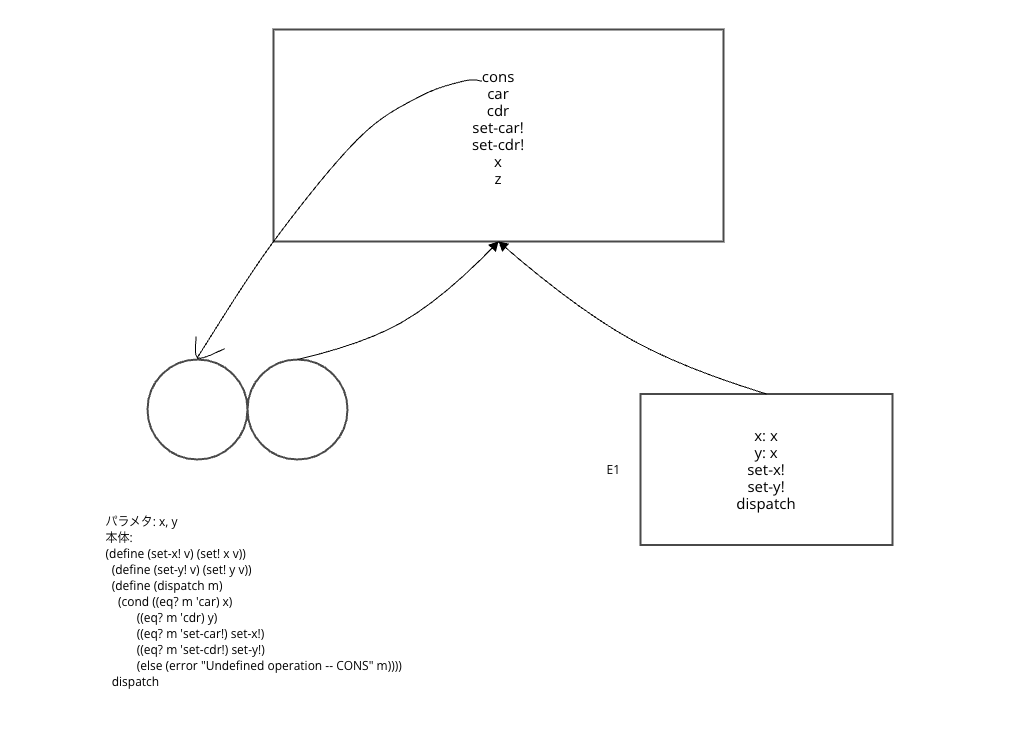 cons
car
cdr
set-car!
set-cdr!
x
z
x: x
y: x
set-x!
set-y!
dispatch
E1
パラメタ: x, y
本体:
(define (set-x! v) (set! x v))
(define (set-y! v) (set! y v))
(define (dispatch m)
(cond ((eq? m 'car) x)
((eq? m 'cdr) y)
((eq? m 'set-car!) set-x!)
((eq? m 'set-cdr!) set-y!)
(else (error "Undefined operation -- CONS" m))))
dispatch